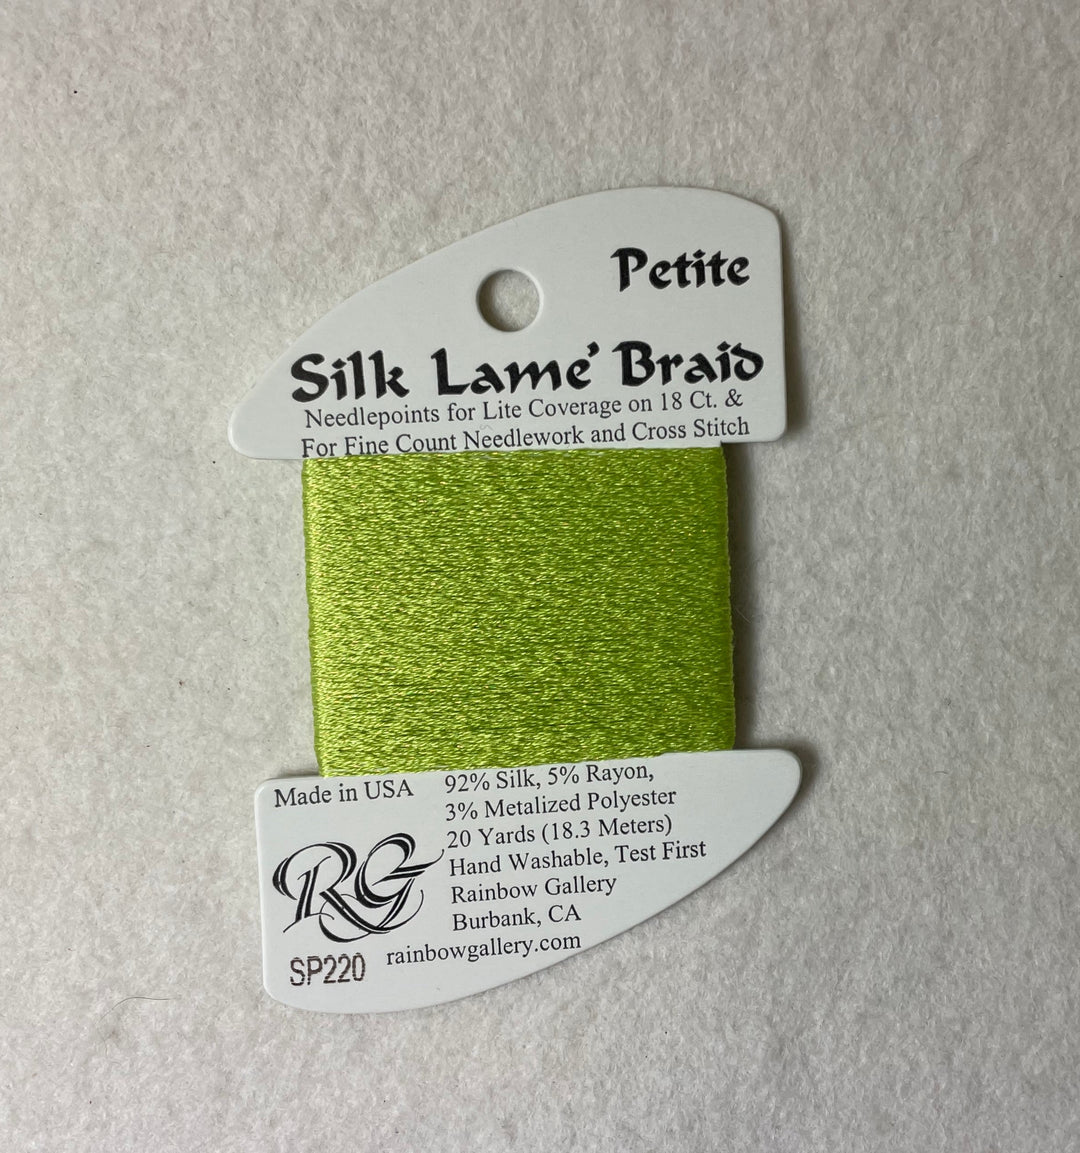 Petite
Silk Lame' Braid
Needlepoints for Lite Coverage on 18 Ct. &
For Fine Count Needlework and Cross Stitch
Made in USA
92% Silk, 5% Rayon,
3% Metalized Polyester
20 Yards (18.3 Meters)
Hand Washable, Test First
Rainbow Gallery
Burbank, CA
rainbowgallery.com
RG
SP220